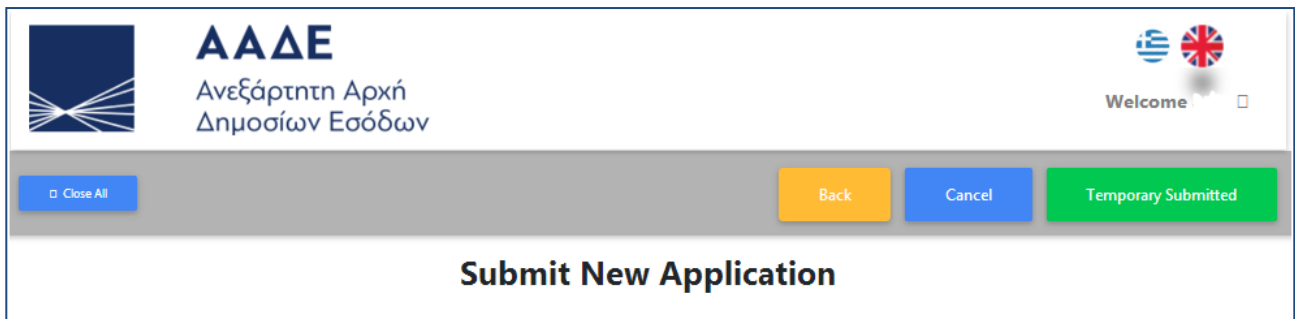 ΑΑΔΕ
Ανεξάρτητη Αρχή
Δημοσίων Εσόδων
Welcome
Close All
Back
Cancel
Temporary Submitted
Submit New Application